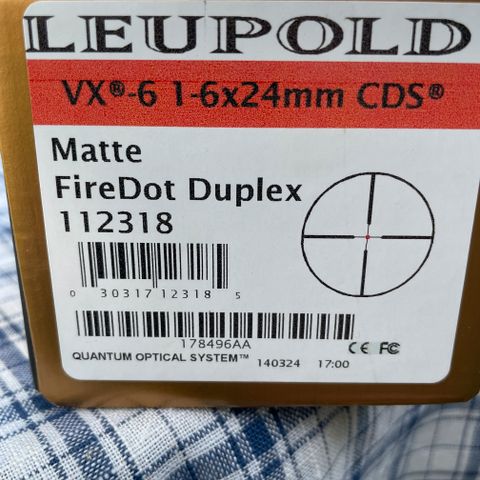 LEUPOLD
VX®-6 1-6x24mm CDS®
Matte
FireDot Duplex
112318
0 30317 12318 5
178496AA
CE FC
QUANTUM OPTICAL SYSTEM™ 140324 17:00